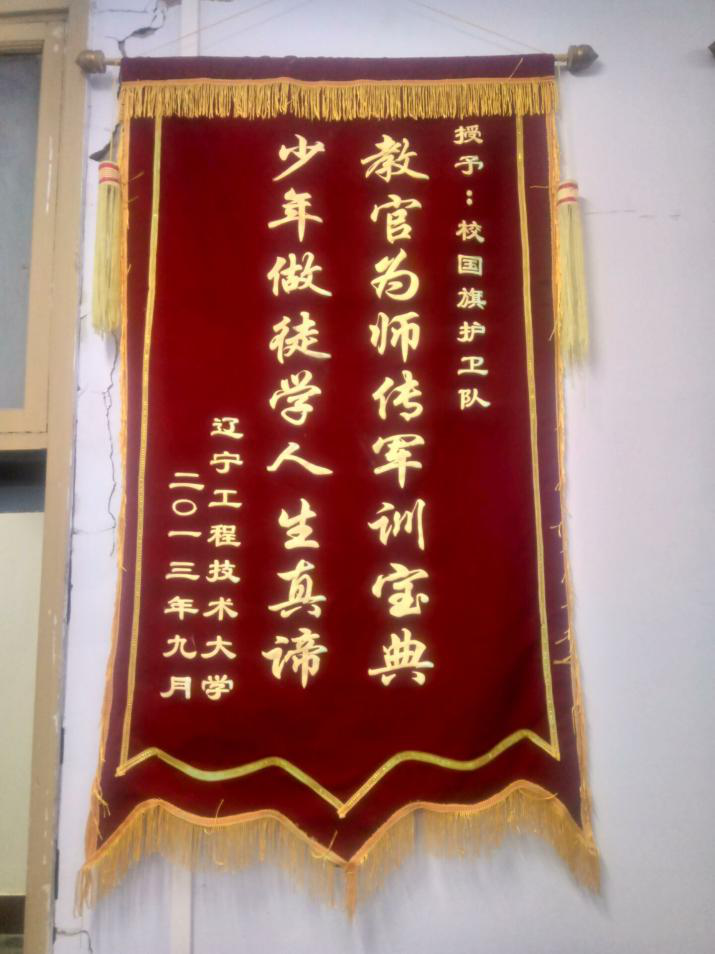 授予：校国旗护卫队
教官为师传军训宝典
少年做徒学人生真谛
辽宁工程技术大学
二〇一三年九月